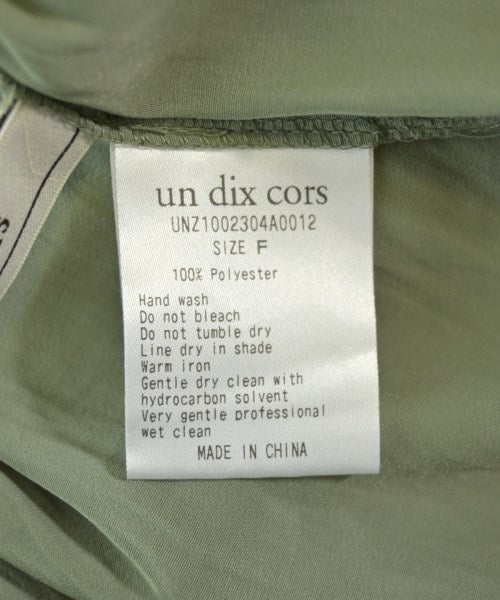 un dix cors
UNZ1002304A0012
SIZE F
100% Polyester
Hand wash
Do not bleach
Do not tumble dry
Line dry in shade
Warm iron
Gentle dry clean with
hydrocarbon solvent
Very gentle professional
wet clean
MADE IN CHINA